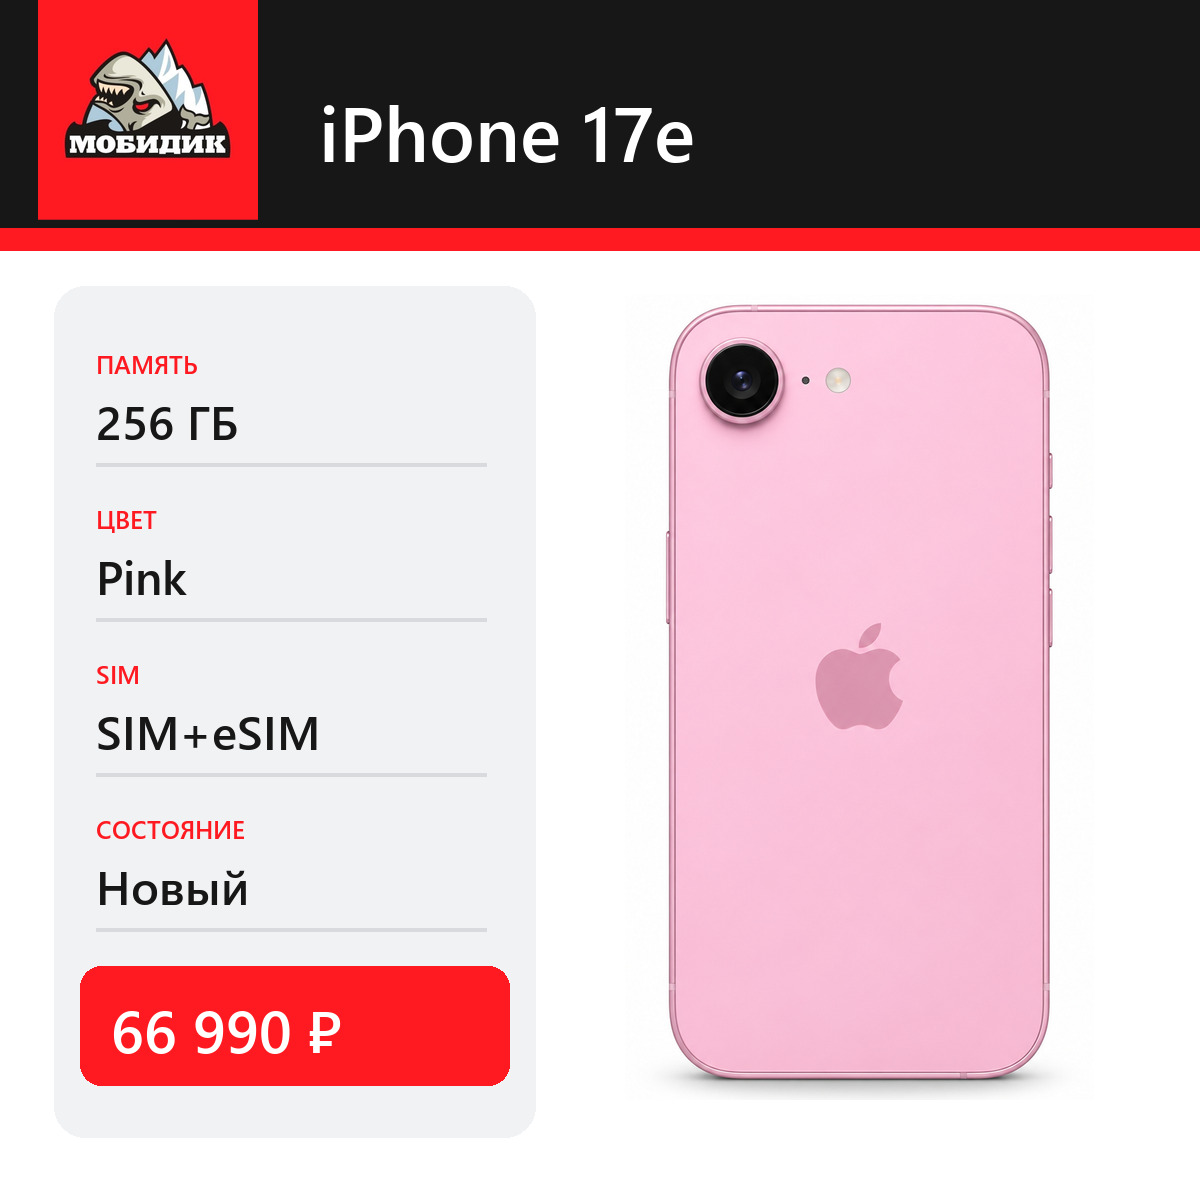 МОБИДИК
iPhone 17e
ПАМЯТЬ
256 ГБ
ЦВЕТ
Pink
SIM
SIM+eSIM
СОСТОЯНИЕ
Новый
66 990 ₽